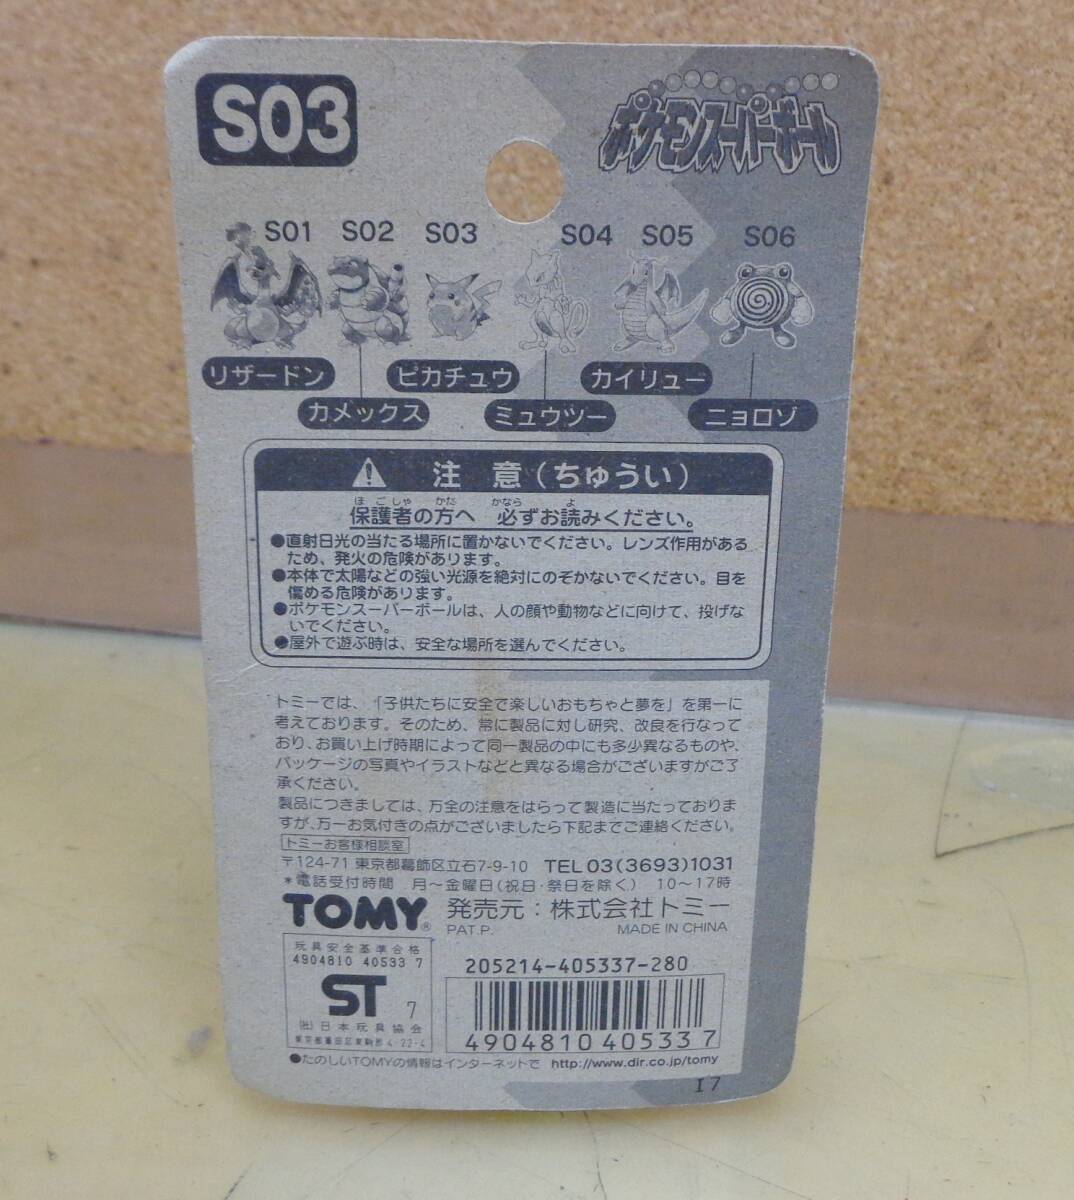 S03
ポケモンスーパーボール
S01 S02 S03 S04 S05 S06
リザードン ピカチュウ カイリュー
カメックス ミュウツー ニョロゾ
注 意(ちゅうい)
ほごしゃ かた かなら よ
保護者の方へ 必ずお読みください。
●直射日光の当たる場所に置かないでください。レンズ作用がある
ため、発火の危険があります。
●本体で太陽などの強い光源を絶対にのぞかないでください。目を
傷める危険があります。
●ポケモンスーパーボールは、人の顔や動物などに向けて、投げな
いでください。
●屋外で遊ぶ時は、安全な場所を選んでください。
トミーでは、「子供たちに安全で楽しいおもちゃと夢を」を第一に
考えております。そのため、常に製品に対し研究、改良を行なって
おり、お買い上げ時期によって同一製品の中にも多少異なるものや、
パッケージの写真やイラストなどと異なる場合がございますがご了
承ください。
製品につきましては、万全の注意をはらって製造に当たっておりま
すが、万一お気付きの点がございましたら下記までご連絡ください。
トミーお客様相談室
〒124-71 東京都葛飾区立石7-9-10 TEL03(3693)1031
*電話受付時間 月〜金曜日(祝日・祭日を除く) 10〜17時
TOMY® 発売元:株式会社トミー
PAT.P. MADE IN CHINA
玩具安全基準合格
4904810 40533 7
ST 7
(社)日本玩具協会
東京都墨田区東駒形4-22-4
205214-405337-280
4904810405337
●たのしいTOMYの情報はインターネットで http://www.dir.co.jp/tomy
I7